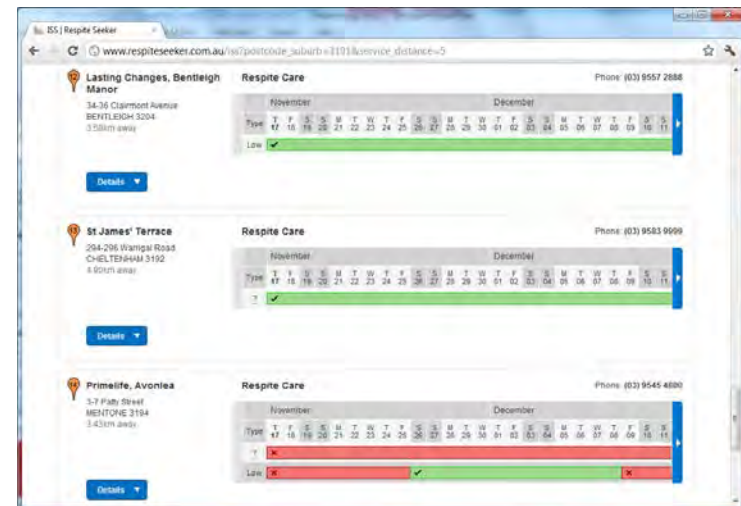 ISS | Respite Seeker
www.respiteseeker.com.au/iss?postcode_suburb=3191&service_distance=5
12
Lasting Changes, Bentleigh Manor
34-36 Clairmont Avenue
BENTLEIGH 3204
3.58km away
Details
Respite Care
Phone: (03) 9557 2888
November December
Type T 17 F 18 S 19 S 20 M 21 T 22 W 23 T 24 F 25 S 26 S 27 M 28 T 29 W 30 T 01 F 02 S 03 S 04 M 05 T 06 W 07 T 08 F 09 S 10 S 11
Low
13
St James' Terrace
294-296 Warrigal Road
CHELTENHAM 3192
4.90km away
Details
Respite Care
Phone: (03) 9583 9999
November December
Type T 17 F 18 S 19 S 20 M 21 T 22 W 23 T 24 F 25 S 26 S 27 M 28 T 29 W 30 T 01 F 02 S 03 S 04 M 05 T 06 W 07 T 08 F 09 S 10 S 11
?
14
Primelife, Avonlea
3-7 Patty Street
MENTONE 3194
3.43km away
Details
Respite Care
Phone: (03) 9545 4800
November December
Type T 17 F 18 S 19 S 20 M 21 T 22 W 23 T 24 F 25 S 26 S 27 M 28 T 29 W 30 T 01 F 02 S 03 S 04 M 05 T 06 W 07 T 08 F 09 S 10 S 11
?
Low